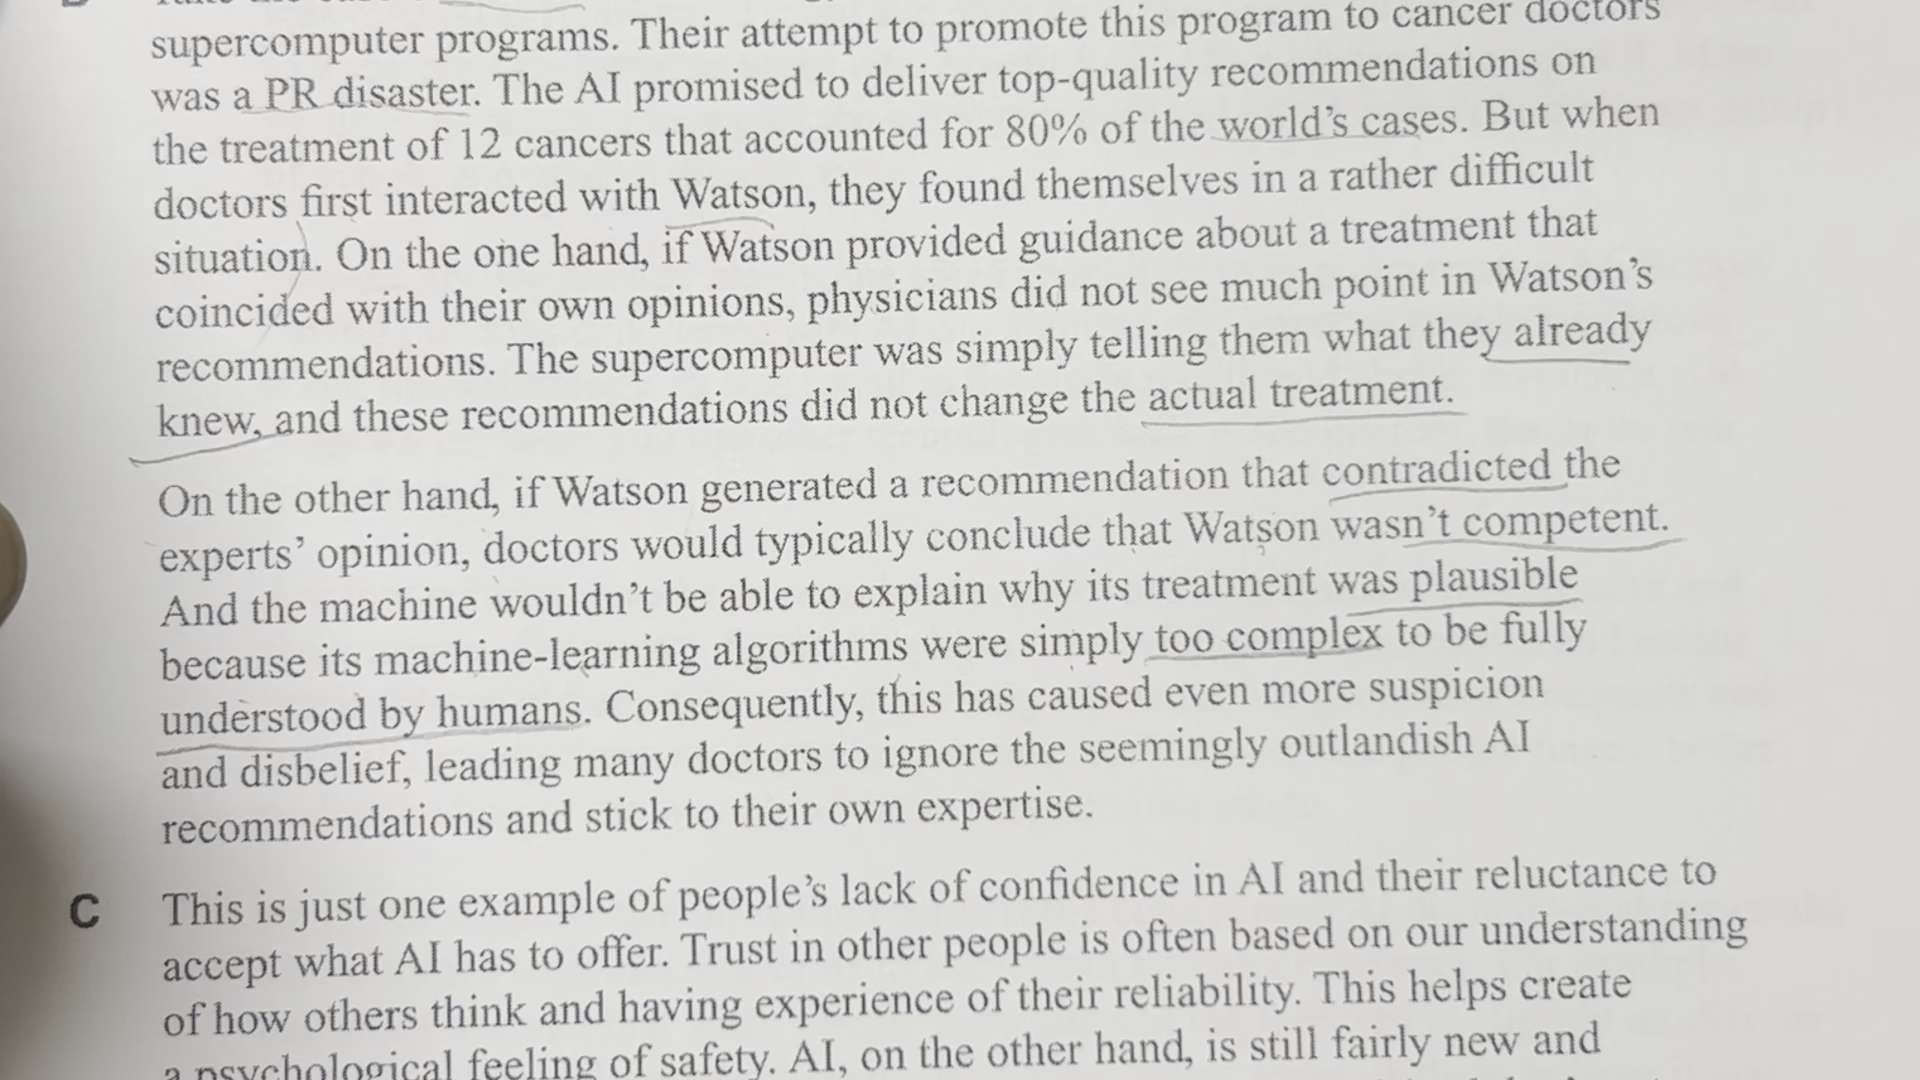 supercomputer programs. Their attempt to promote this program to cancer doctors
was a PR disaster. The AI promised to deliver top-quality recommendations on
the treatment of 12 cancers that accounted for 80% of the world's cases. But when
doctors first interacted with Watson, they found themselves in a rather difficult
situation. On the one hand, if Watson provided guidance about a treatment that
coincided with their own opinions, physicians did not see much point in Watson's
recommendations. The supercomputer was simply telling them what they already
knew, and these recommendations did not change the actual treatment.
On the other hand, if Watson generated a recommendation that contradicted the
experts' opinion, doctors would typically conclude that Watson wasn't competent.
And the machine wouldn't be able to explain why its treatment was plausible
because its machine-learning algorithms were simply too complex to be fully
understood by humans. Consequently, this has caused even more suspicion
and disbelief, leading many doctors to ignore the seemingly outlandish AI
recommendations and stick to their own expertise.
C This is just one example of people's lack of confidence in AI and their reluctance to
accept what AI has to offer. Trust in other people is often based on our understanding
of how others think and having experience of their reliability. This helps create
a psychological feeling of safety. AI, on the other hand, is still fairly new and